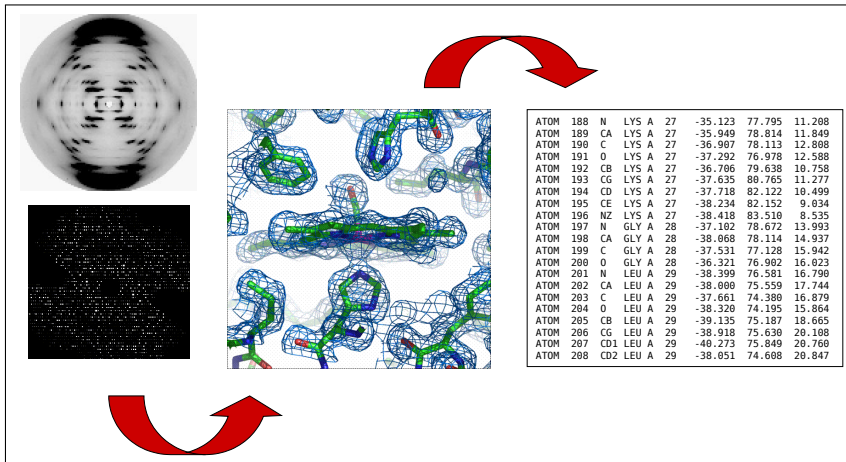 ATOM 188 N LYS A 27 -35.123 77.795 11.208
ATOM 189 CA LYS A 27 -35.949 78.814 11.849
ATOM 190 C LYS A 27 -36.907 78.113 12.808
ATOM 191 O LYS A 27 -37.292 76.978 12.588
ATOM 192 CB LYS A 27 -36.706 79.638 10.758
ATOM 193 CG LYS A 27 -37.635 80.765 11.277
ATOM 194 CD LYS A 27 -37.718 82.122 10.499
ATOM 195 CE LYS A 27 -38.234 82.152 9.034
ATOM 196 NZ LYS A 27 -38.418 83.510 8.535
ATOM 197 N GLY A 28 -37.102 78.672 13.993
ATOM 198 CA GLY A 28 -38.068 78.114 14.937
ATOM 199 C GLY A 28 -37.531 77.128 15.942
ATOM 200 O GLY A 28 -36.321 76.902 16.023
ATOM 201 N LEU A 29 -38.399 76.581 16.790
ATOM 202 CA LEU A 29 -38.000 75.559 17.744
ATOM 203 C LEU A 29 -37.661 74.380 16.879
ATOM 204 O LEU A 29 -38.320 74.195 15.864
ATOM 205 CB LEU A 29 -39.135 75.187 18.665
ATOM 206 CG LEU A 29 -38.918 75.630 20.108
ATOM 207 CD1 LEU A 29 -40.273 75.849 20.760
ATOM 208 CD2 LEU A 29 -38.051 74.608 20.847